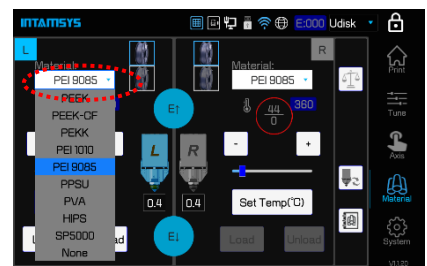 INTAMSYS
E:000 Udisk
L
R
Material:
PEI 9085
Material:
PEI 9085
PEEK
PEEK-CF
PEKK
PEI 1010
PEI 9085
PPSU
PVA
HIPS
SP5000
None
44
0
360
E↑
E↓
L
R
-
+
0.4
0.4
Set Temp(℃)
Load
Unload
Print
Tune
Axis
Material
System
V1.1.20